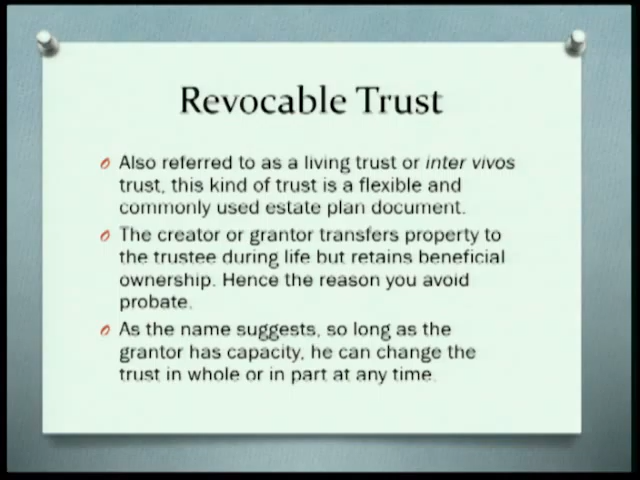 Revocable Trust
Also referred to as a living trust or inter vivos
trust, this kind of trust is a flexible and
commonly used estate plan document.
The creator or grantor transfers property to
the trustee during life but retains beneficial
ownership. Hence the reason you avoid
probate.
As the name suggests, so long as the
grantor has capacity, he can change the
trust in whole or in part at any time.